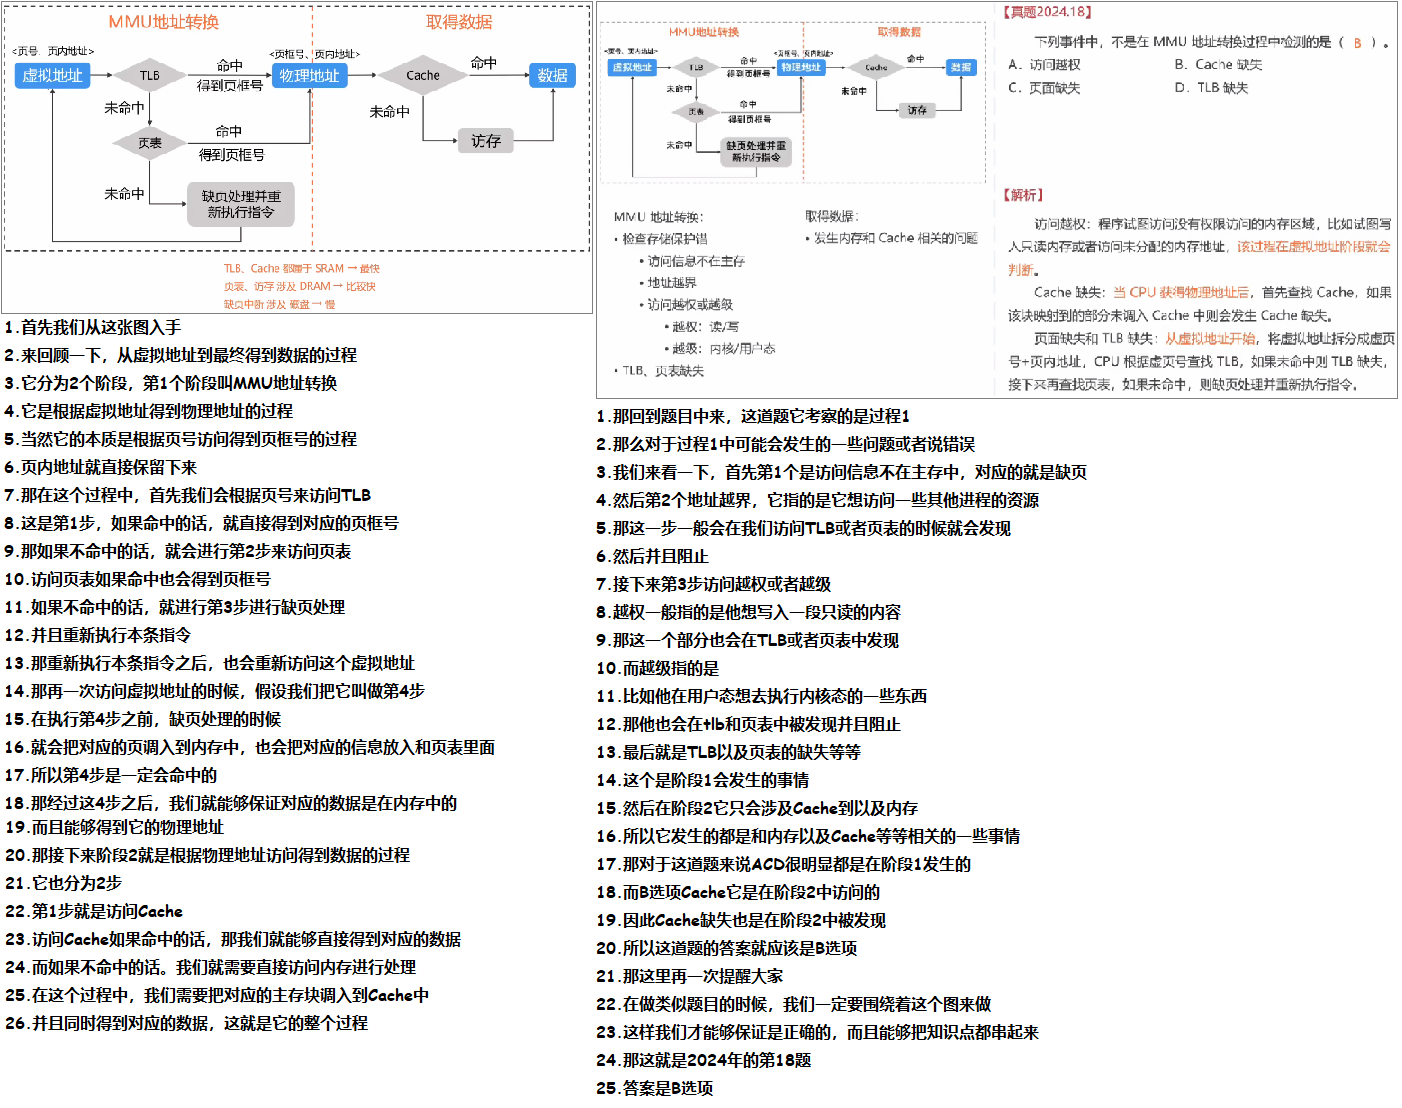 MMU地址转换
取得数据
<页号、页内地址>
<页框号、页内地址>
虚拟地址
TLB
命中
得到页框号
物理地址
Cache
命中
数据
未命中
未命中
访存
页表
命中
得到页框号
未命中
缺页处理并重
新执行指令
TLB、Cache 都属于 SRAM → 最快
页表、访存 涉及 DRAM → 比较快
缺页中断 涉及 磁盘 → 慢
1.首先我们从这张图入手
2.来回顾一下，从虚拟地址到最终得到数据的过程
3.它分为2个阶段，第1个阶段叫MMU地址转换
4.它是根据虚拟地址得到物理地址的过程
5.当然它的本质是根据页号访问得到页框号的过程
6.页内地址就直接保留下来
7.那在这个过程中，首先我们会根据页号来访问TLB
8.这是第1步，如果命中的话，就直接得到对应的页框号
9.那如果不命中的话，就会进行第2步来访问页表
10.访问页表如果命中也会得到页框号
11.如果不命中的话，就进行第3步进行缺页处理
12.并且重新执行本条指令
13.那重新执行本条指令之后，也会重新访问这个虚拟地址
14.那再一次访问虚拟地址的时候，假设我们把它叫做第4步
15.在执行第4步之前，缺页处理的时候
16.就会把对应的页调入到内存中，也会把对应的信息放入和页表里面
17.所以第4步是一定会命中的
18.那经过这4步之后，我们就能够保证对应的数据是在内存中的
19.而且能够得到它的物理地址
20.那接下来阶段2就是根据物理地址访问得到数据的过程
21.它也分为2步
22.第1步就是访问Cache
23.访问Cache如果命中的话，那我们就能够直接得到对应的数据
24.而如果不命中的话。我们就需要直接访问内存进行处理
25.在这个过程中，我们需要把对应的主存块调入到Cache中
26.并且同时得到对应的数据，这就是它的整个过程
MMU地址转换
取得数据
<页号、页内地址>
<页框号、页内地址>
虚拟地址
TLB
命中
得到页框号
物理地址
Cache
命中
数据
未命中
未命中
访存
页表
命中
得到页框号
未命中
缺页处理并重
新执行指令
MMU 地址转换：
• 检查存储保护错
• 访问信息不在主存
• 地址越界
• 访问越权或越级
• 越权：读/写
• 越级：内核/用户态
• TLB、页表缺失
取得数据：
• 发生内存和 Cache 相关的问题
【真题2024.18】
下列事件中，不是在 MMU 地址转换过程中检测的是（ B ）。
A．访问越权
B．Cache 缺失
C．页面缺失
D．TLB 缺失
【解析】
访问越权：程序试图访问没有权限访问的内存区域，比如试图写
入只读内存或者访问未分配的内存地址，该过程在虚拟地址阶段就会
判断。
Cache 缺失：当 CPU 获得物理地址后，首先查找 Cache，如果
该块映射到的部分未调入 Cache 中则会发生 Cache 缺失。
页面缺失和 TLB 缺失：从虚拟地址开始，将虚拟地址拆分成虚页
号+页内地址，CPU 根据虚页号查找 TLB，如果未命中则 TLB 缺失，
接下来再查找页表，如果未命中，则缺页处理并重新执行指令。
1.那回到题目中来，这道题它考察的是过程1
2.那么对于过程1中可能会发生的一些问题或者说错误
3.我们来看一下，首先第1个是访问信息不在主存中，对应的就是缺页
4.然后第2个地址越界，它指的是它想访问一些其他进程的资源
5.那这一步一般会在我们访问TLB或者页表的时候就会发现
6.然后并且阻止
7.接下来第3步访问越权或者越级
8.越权一般指的是他想写入一段只读的内容
9.那这一个部分也会在TLB或者页表中发现
10.而越级指的是
11.比如他在用户态想去执行内核态的一些东西
12.那他也会在tlb和页表中被发现并且阻止
13.最后就是TLB以及页表的缺失等等
14.这个是阶段1会发生的事情
15.然后在阶段2它只会涉及Cache到以及内存
16.所以它发生的都是和内存以及Cache等等相关的一些事情
17.那对于这道题来说ACD很明显都是在阶段1发生的
18.而B选项Cache它是在阶段2中访问的
19.因此Cache缺失也是在阶段2中被发现
20.所以这道题的答案就应该是B选项
21.那这里再一次提醒大家
22.在做类似题目的时候，我们一定要围绕着这个图来做
23.这样我们才能够保证是正确的，而且能够把知识点都串起来
24.那这就是2024年的第18题
25.答案是B选项